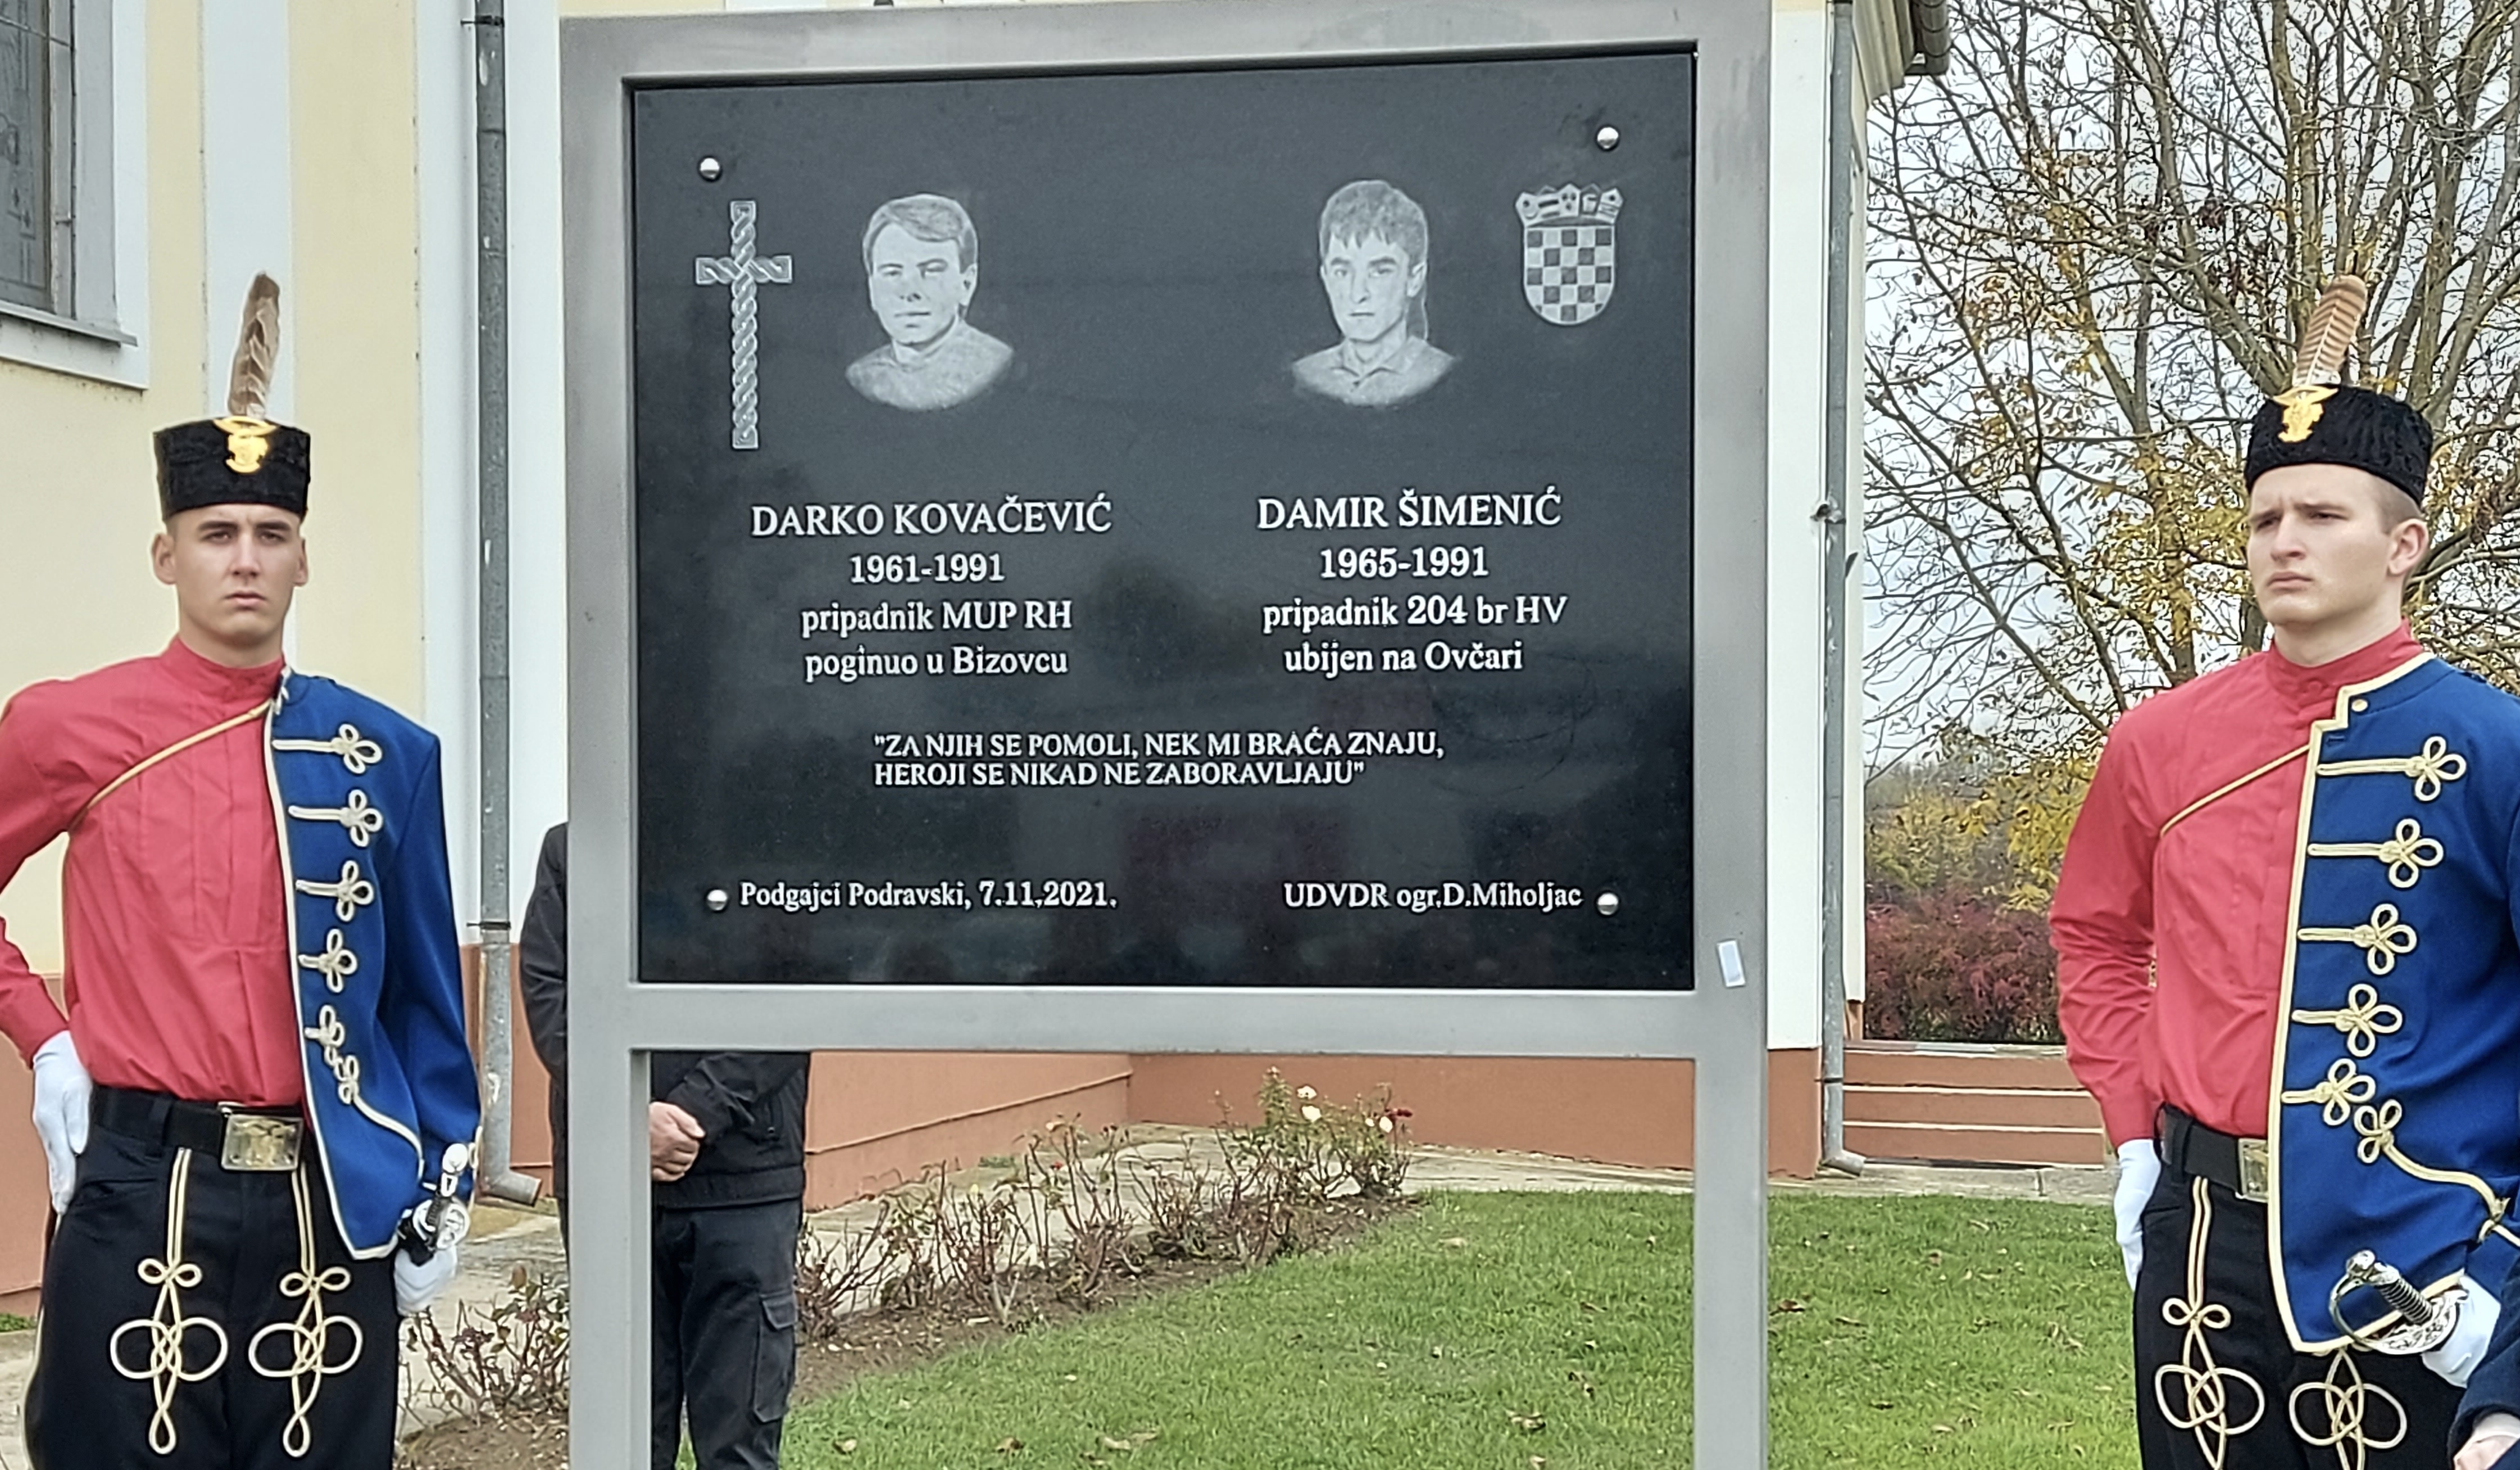 DARKO KOVAČEVIĆ
1961-1991
pripadnik MUP RH
poginuo u Bizovcu
DAMIR ŠIMENIĆ
1965-1991
pripadnik 204 br HV
ubijen na Ovčari
"ZA NJIH SE POMOLI, NEK MI BRAĆA ZNAJU,
HEROJI SE NIKAD NE ZABORAVLJAJU"
Podgajci Podravski, 7.11.2021.
UDVDR ogr.D.Miholjac